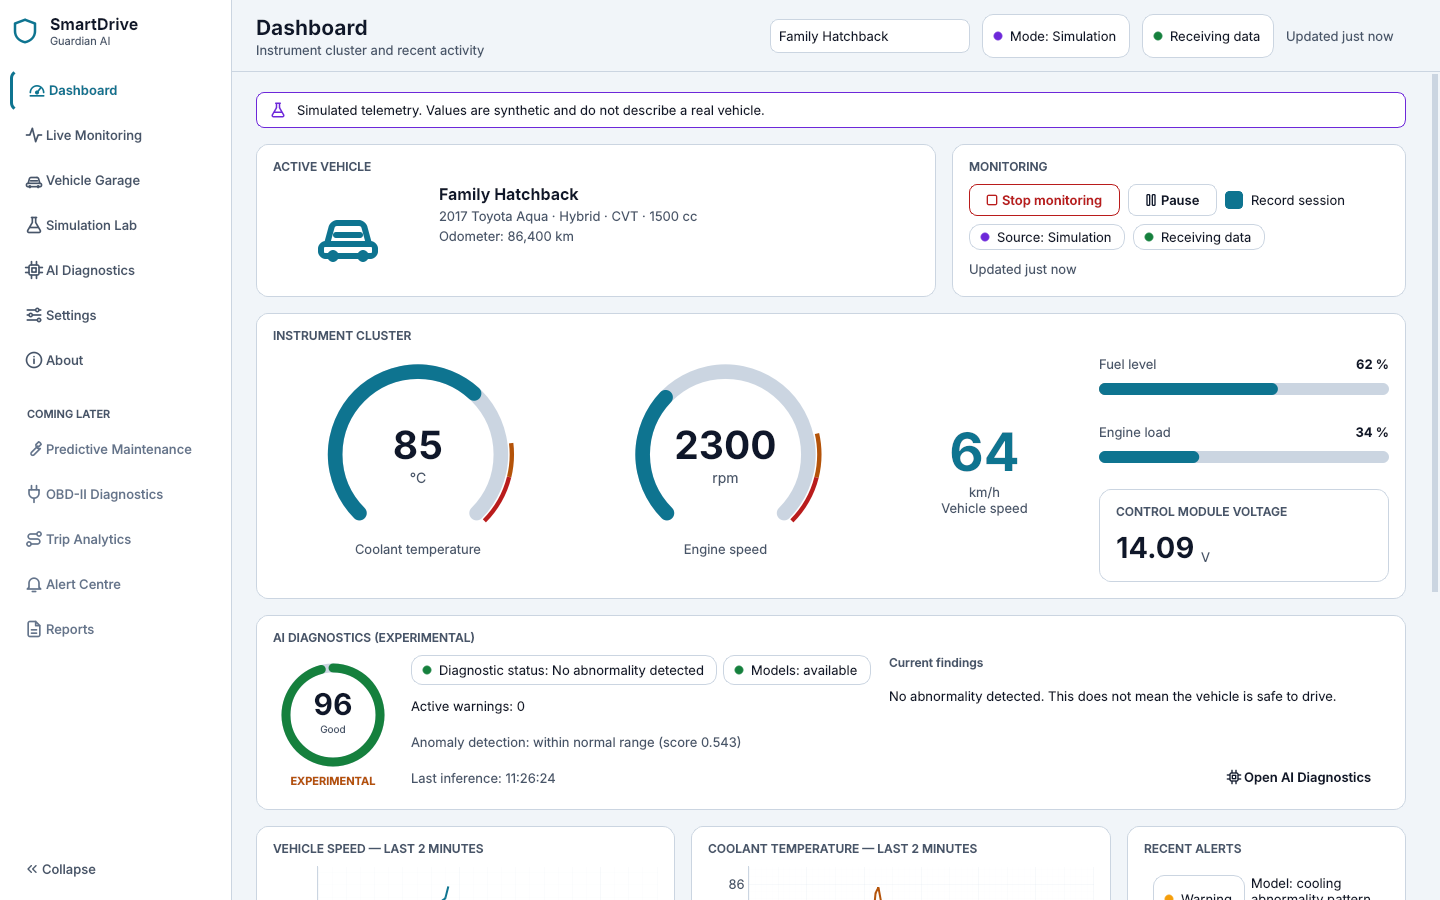 SmartDrive
Guardian AI
Dashboard
Live Monitoring
Vehicle Garage
Simulation Lab
AI Diagnostics
Settings
About
COMING LATER
Predictive Maintenance
OBD-II Diagnostics
Trip Analytics
Alert Centre
Reports
Collapse
Dashboard
Instrument cluster and recent activity
Family Hatchback
Mode: Simulation
Receiving data
Updated just now
Simulated telemetry. Values are synthetic and do not describe a real vehicle.
ACTIVE VEHICLE
Family Hatchback
2017 Toyota Aqua · Hybrid · CVT · 1500 cc
Odometer: 86,400 km
MONITORING
Stop monitoring
Pause
Record session
Source: Simulation
Receiving data
Updated just now
INSTRUMENT CLUSTER
85
°C
Coolant temperature
2300
rpm
Engine speed
64
km/h
Vehicle speed
Fuel level
62 %
Engine load
34 %
CONTROL MODULE VOLTAGE
14.09 V
AI DIAGNOSTICS (EXPERIMENTAL)
96
Good
EXPERIMENTAL
Diagnostic status: No abnormality detected
Models: available
Active warnings: 0
Anomaly detection: within normal range (score 0.543)
Last inference: 11:26:24
Current findings
No abnormality detected. This does not mean the vehicle is safe to drive.
Open AI Diagnostics
VEHICLE SPEED — LAST 2 MINUTES
COOLANT TEMPERATURE — LAST 2 MINUTES
86
RECENT ALERTS
Warning
Model: cooling
abnormality pattern